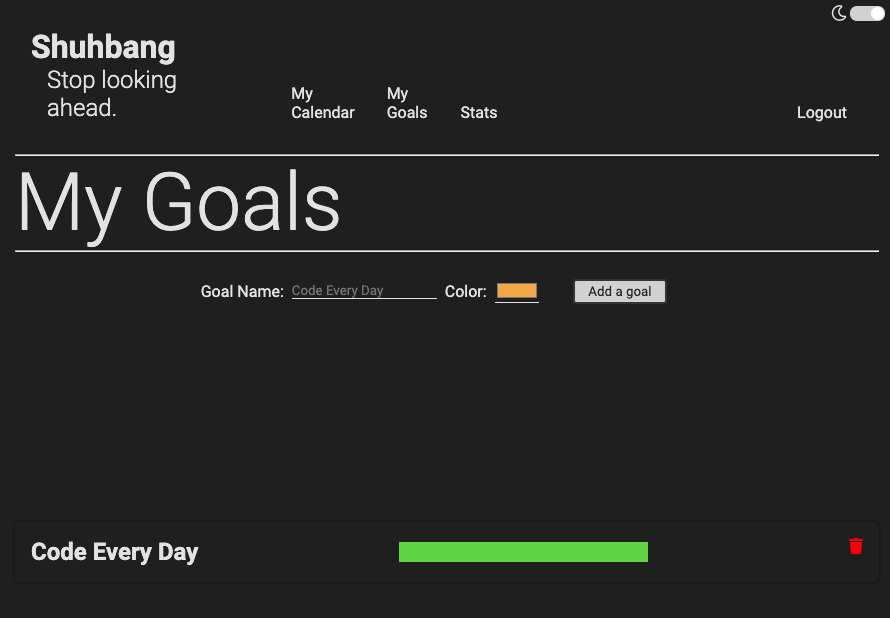 Shuhbang
Stop looking
ahead.
My
Calendar
My
Goals
Stats
Logout
My Goals
Goal Name: Code Every Day Color: Add a goal
Code Every Day